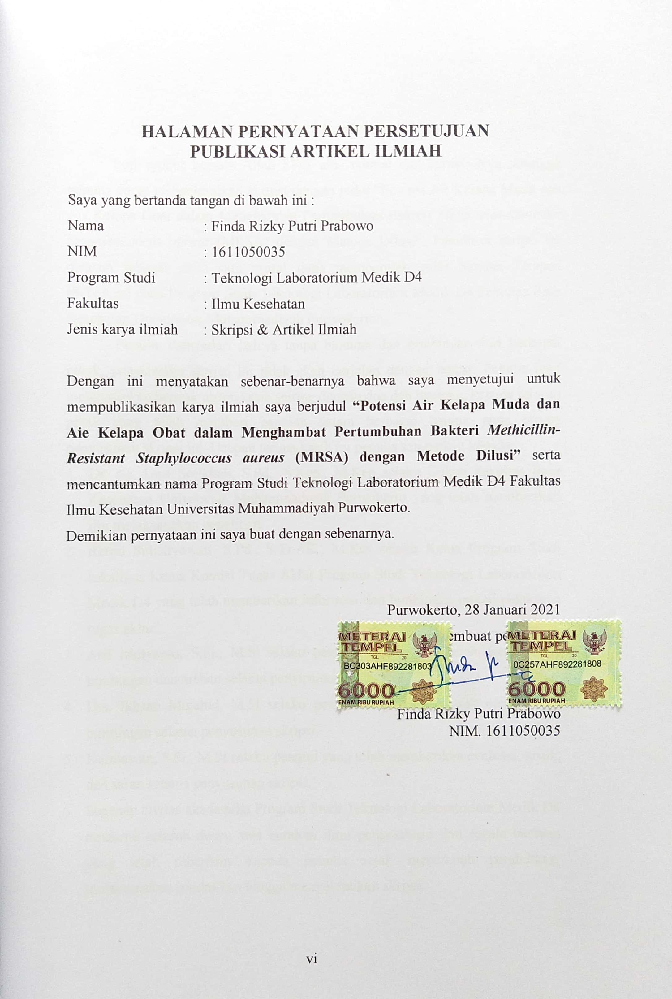 HALAMAN PERNYATAAN PERSETUJUAN
PUBLIKASI ARTIKEL ILMIAH
Saya yang bertanda tangan di bawah ini :
Nama : Finda Rizky Putri Prabowo
NIM : 1611050035
Program Studi : Teknologi Laboratorium Medik D4
Fakultas : Ilmu Kesehatan
Jenis karya ilmiah : Skripsi & Artikel Ilmiah
Dengan ini menyatakan sebenar-benarnya bahwa saya menyetujui untuk
mempublikasikan karya ilmiah saya berjudul “Potensi Air Kelapa Muda dan
Aie Kelapa Obat dalam Menghambat Pertumbuhan Bakteri Methicillin-
Resistant Staphylococcus aureus (MRSA) dengan Metode Dilusi” serta
mencantumkan nama Program Studi Teknologi Laboratorium Medik D4 Fakultas
Ilmu Kesehatan Universitas Muhammadiyah Purwokerto.
Demikian pernyataan ini saya buat dengan sebenarnya.
Purwokerto, 28 Januari 2021
METERAI
TEMPEL
TGL. 20
BC303AHF892281803
6000
ENAM RIBU RUPIAH
embuat pe
METERAI
TEMPEL
TGL. 20
0C257AHF892281808
6000
ENAM RIBU RUPIAH
Finda Rizky Putri Prabowo
NIM. 1611050035
vi